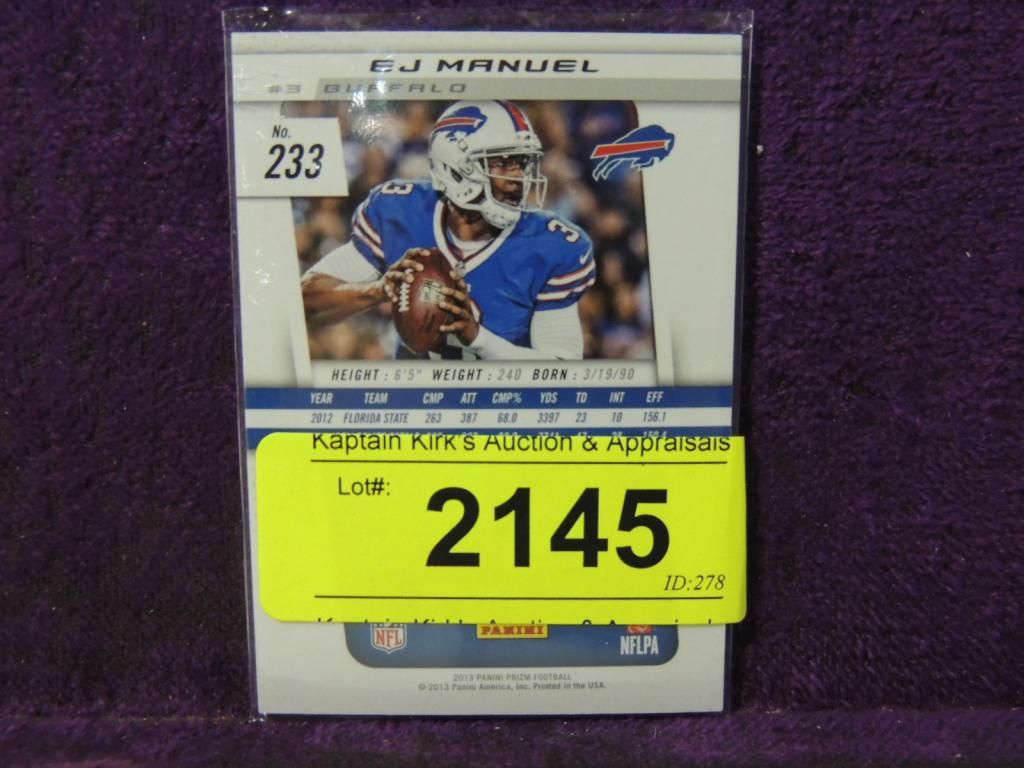 EJ MANUEL
#3 BUFFALO
No.
233
3
3
HEIGHT : 6'5" WEIGHT : 240 BORN : 3/19/90
YEAR TEAM CMP ATT CMP% YDS TD INT EFF
2012 FLORIDA STATE 263 387 68.0 3397 23 10 156.1
Kaptain Kirk's Auction & Appraisals
Lot#:
2145
ID:278
NFL
PANINI
NFLPA
2013 PANINI PRIZM FOOTBALL
© 2013 Panini America, Inc. Printed in the USA.